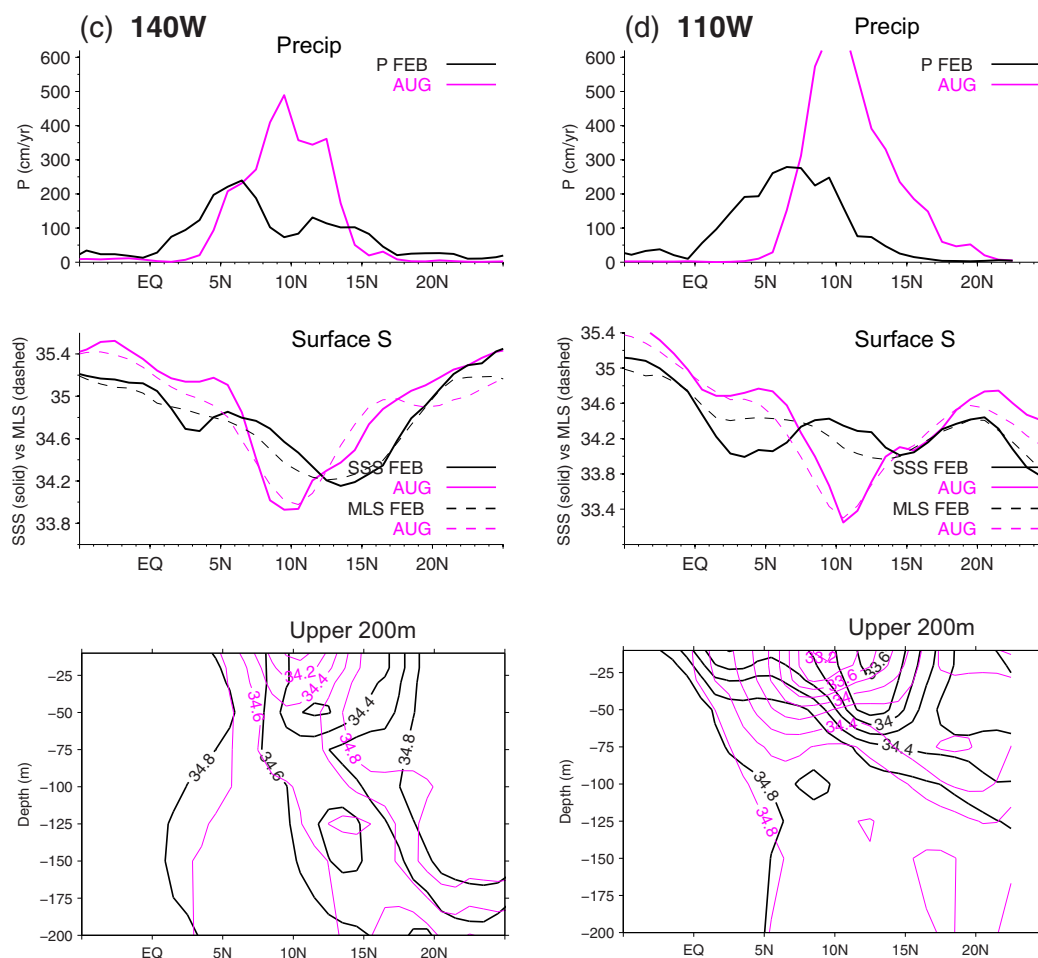 (c) 140W
Precip
P FEB
AUG
P (cm/yr)
600
500
400
300
200
100
0
EQ 5N 10N 15N 20N
Surface S
SSS (solid) vs MLS (dashed)
35.4
35
34.6
34.2
33.8
SSS FEB
AUG
MLS FEB
AUG
EQ 5N 10N 15N 20N
Upper 200m
Depth (m)
−25
−50
−75
−100
−125
−150
−175
−200
34.2
34.4
34.6
34.4
34.8
34.6
34.8
34.8
EQ 5N 10N 15N 20N
(d) 110W
Precip
P FEB
AUG
P (cm/yr)
600
500
400
300
200
100
0
EQ 5N 10N 15N 20N
Surface S
SSS (solid) vs MLS (dashed)
35.4
35
34.6
34.2
33.8
33.4
SSS FEB
AUG
MLS FEB
AUG
EQ 5N 10N 15N 20N
Upper 200m
Depth (m)
−25
−50
−75
−100
−125
−150
−175
−200
33.2
33.6
33.6
34
34
34.4
34.4
34.8
34.8
EQ 5N 10N 15N 20N